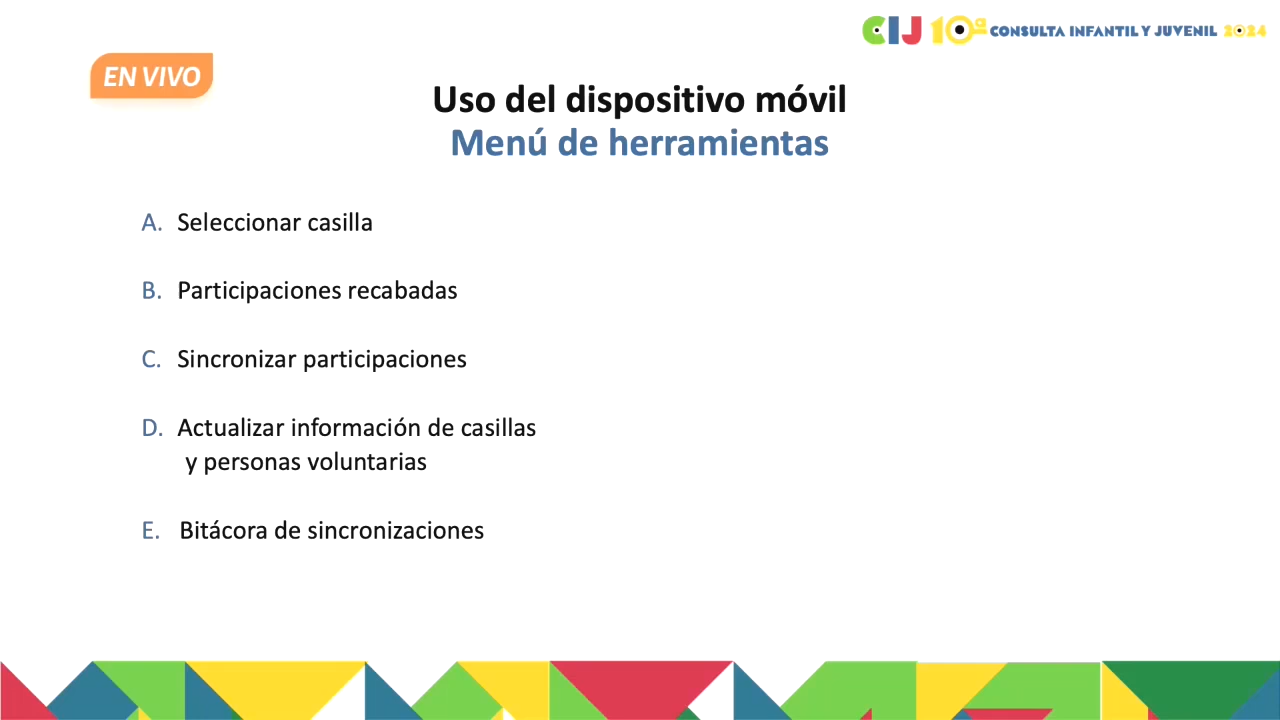 CIJ 10ª CONSULTA INFANTIL Y JUVENIL 2024
EN VIVO
Uso del dispositivo móvil
Menú de herramientas
A. Seleccionar casilla
B. Participaciones recabadas
C. Sincronizar participaciones
D. Actualizar información de casillas
y personas voluntarias
E. Bitácora de sincronizaciones